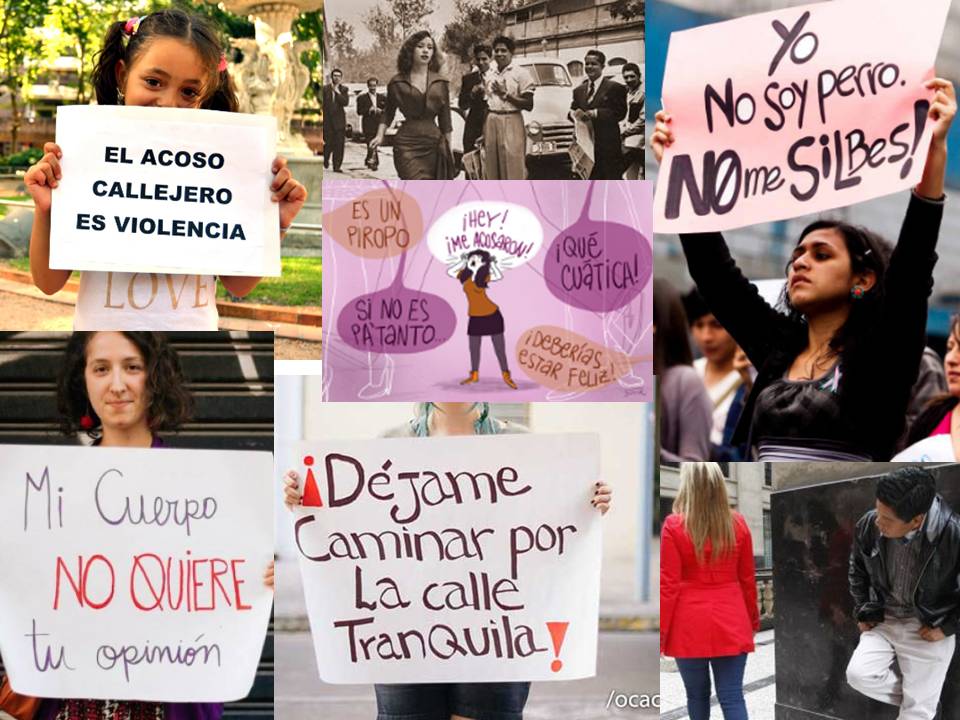 EL ACOSO
CALLEJERO
ES VIOLENCIA
LOVE
Yo
No Soy perro.
NO me SiLBes!
ES UN
PIROPO
¡HEY!
¡ME ACOSARON!
¡QUÉ
CUÁTICA!
SI NO ES
PA'TANTO...
¡DEBERÍAS
ESTAR FELIZ!
Mi Cuerpo
NO QUIERE
tu opinión
¡Déjame
Caminar por
La calle
TranQuila!
/ocac